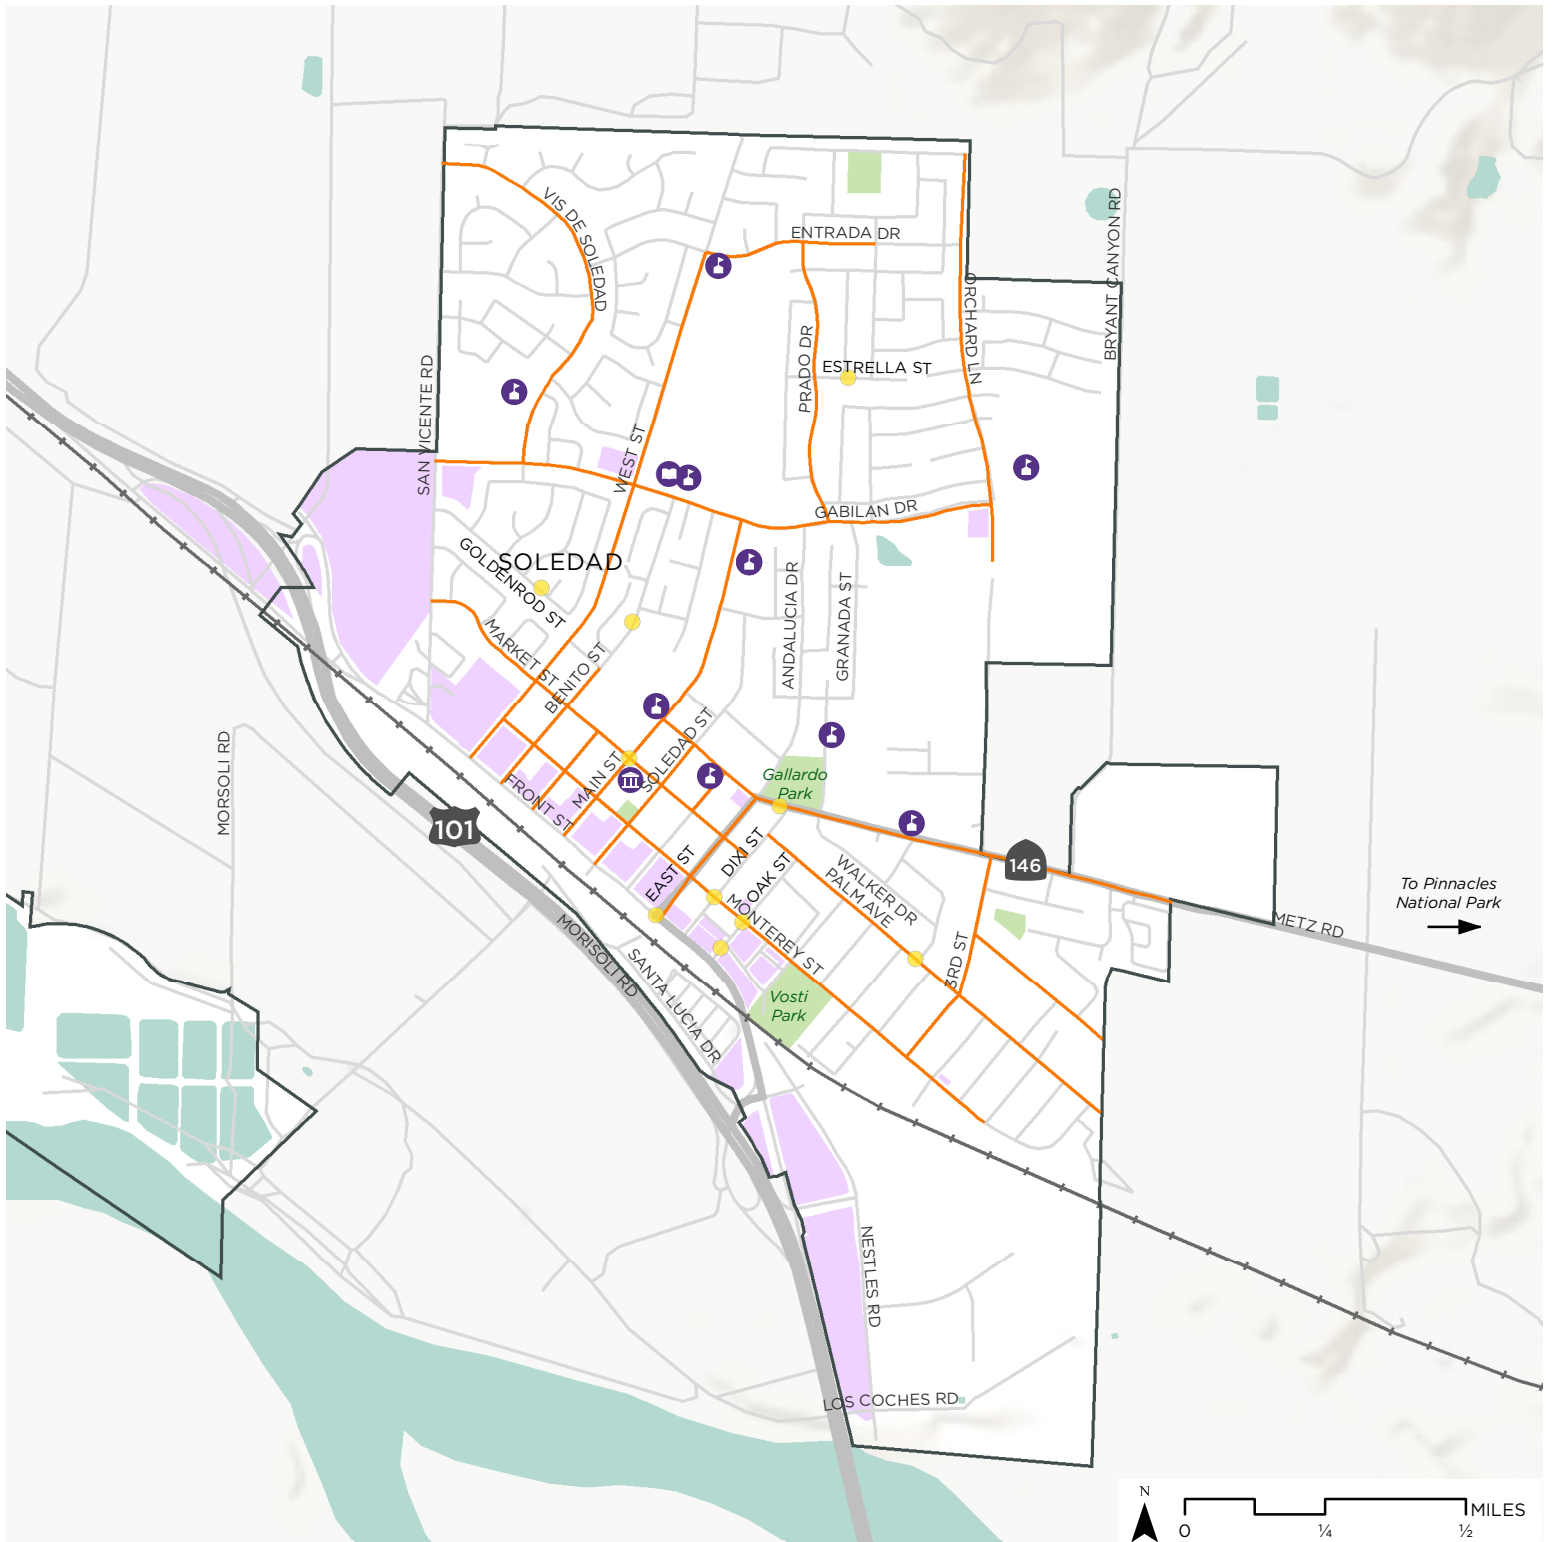 VIS DE SOLEDAD
ENTRADA DR
BRYANT CANYON RD
ORCHARD LN
PRADO DR
ESTRELLA ST
SAN VICENTE RD
WEST ST
GABILAN DR
SOLEDAD
GOLDENROD ST
ANDALUCIA DR
GRANADA ST
MARKET ST
BENITO ST
SOLEDAD ST
MAIN ST
FRONT ST
MORSOLI RD
101
Gallardo
Park
DIXI ST
OAK ST
EAST ST
WALKER DR
PALM AVE
146
To Pinnacles
National Park
METZ RD
MONTEREY ST
3RD ST
MORISOLI RD
SANTA LUCIA DR
Vosti
Park
NESTLES RD
LOS COCHES RD
N
MILES
0
¼
½